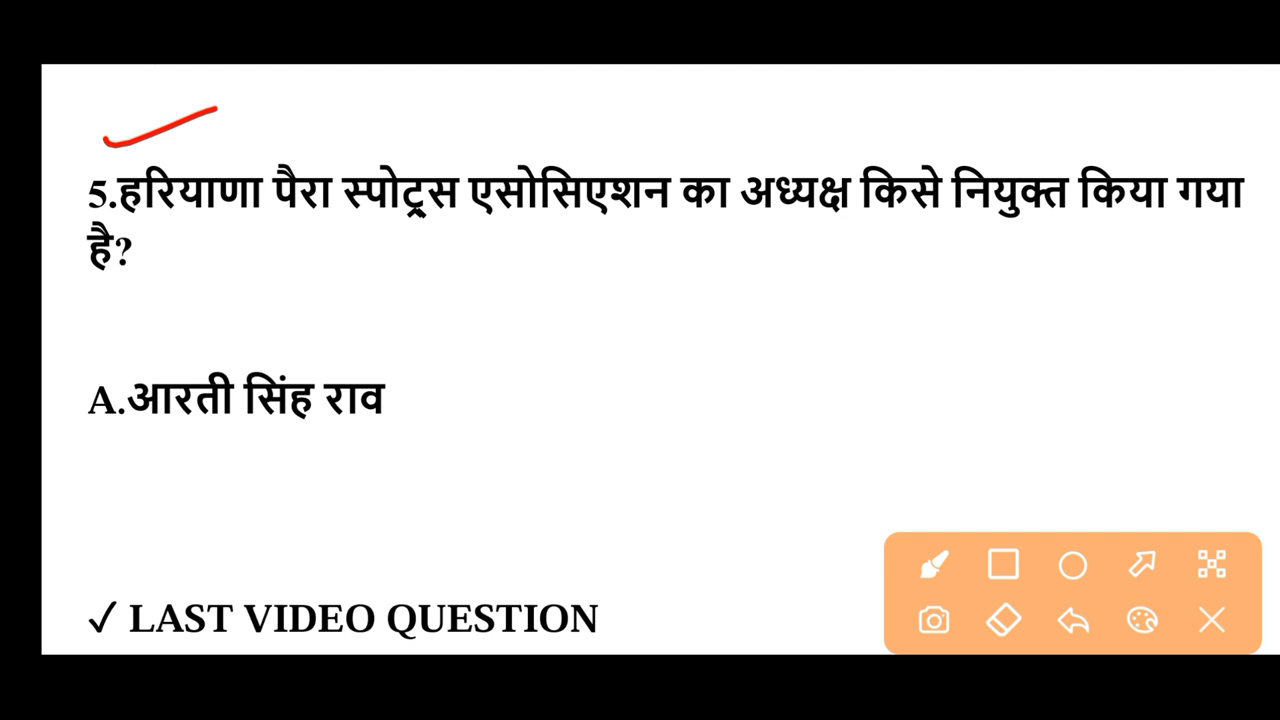 5.हरियाणा पैरा स्पोट्र्स एसोसिएशन का अध्यक्ष किसे नियुक्त किया गया
है?
A.आरती सिंह राव
✓ LAST VIDEO QUESTION